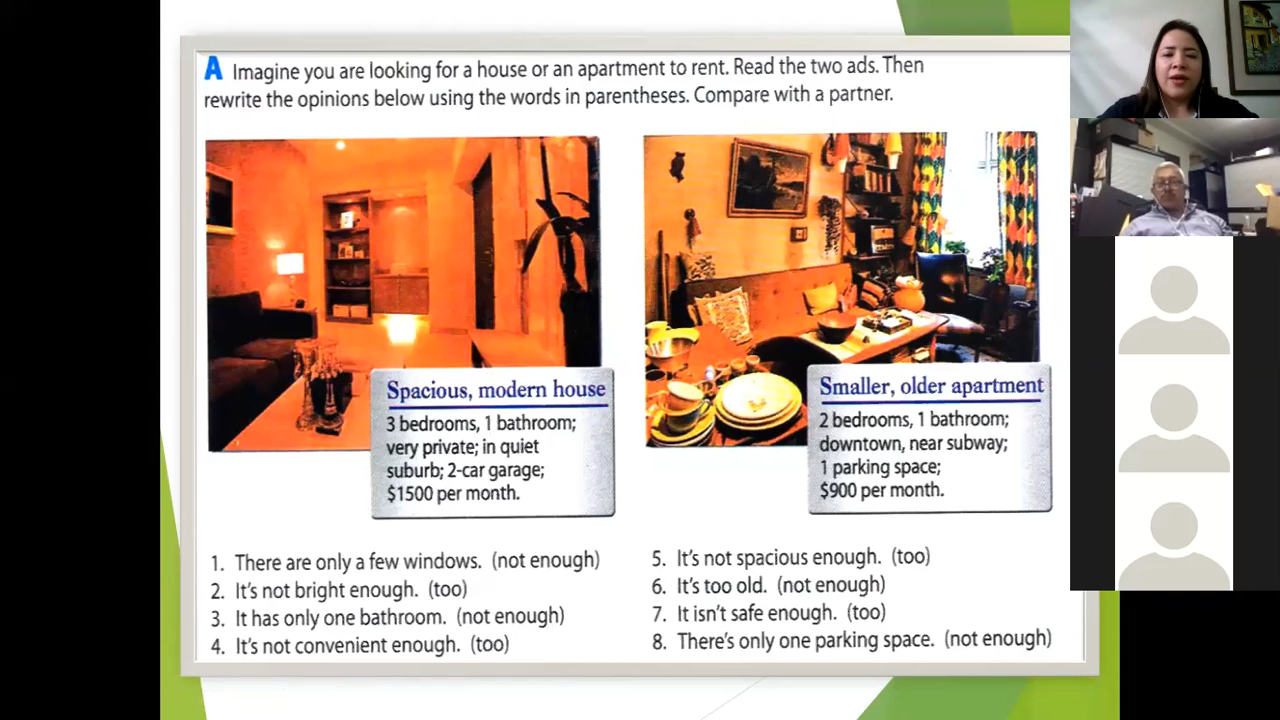 A Imagine you are looking for a house or an apartment to rent. Read the two ads. Then
rewrite the opinions below using the words in parentheses. Compare with a partner.
Spacious, modern house
3 bedrooms, 1 bathroom;
very private; in quiet
suburb; 2-car garage;
$1500 per month.
Smaller, older apartment
2 bedrooms, 1 bathroom;
downtown, near subway;
1 parking space;
$900 per month.
1. There are only a few windows. (not enough)
2. It's not bright enough. (too)
3. It has only one bathroom. (not enough)
4. It's not convenient enough. (too)
5. It's not spacious enough. (too)
6. It's too old. (not enough)
7. It isn't safe enough. (too)
8. There's only one parking space. (not enough)